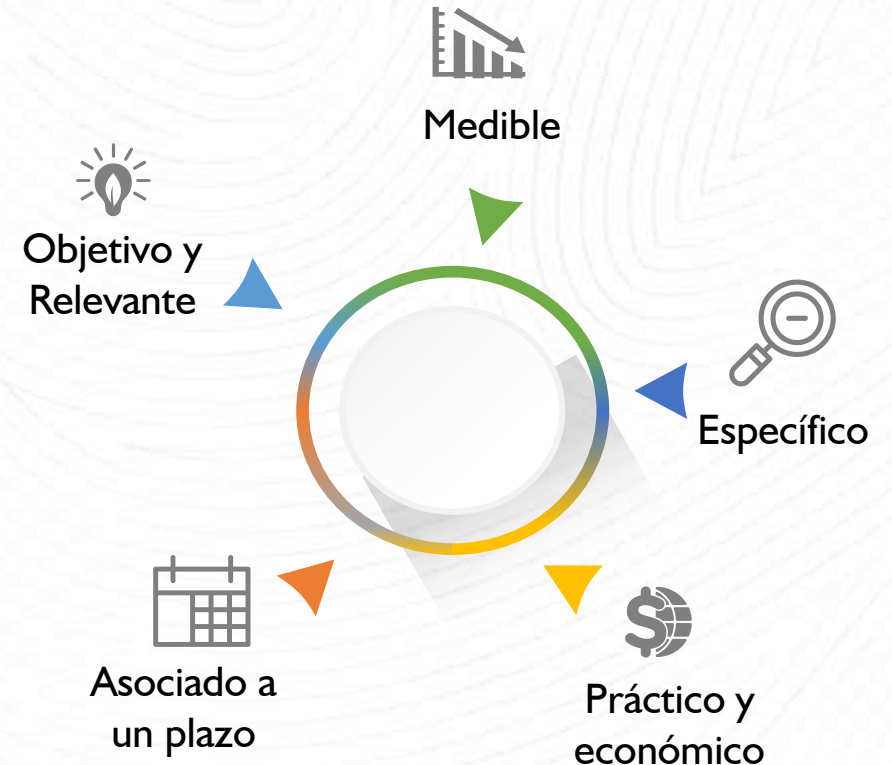 Medible
Objetivo y
Relevante
Específico
Asociado a
un plazo
Práctico y
económico